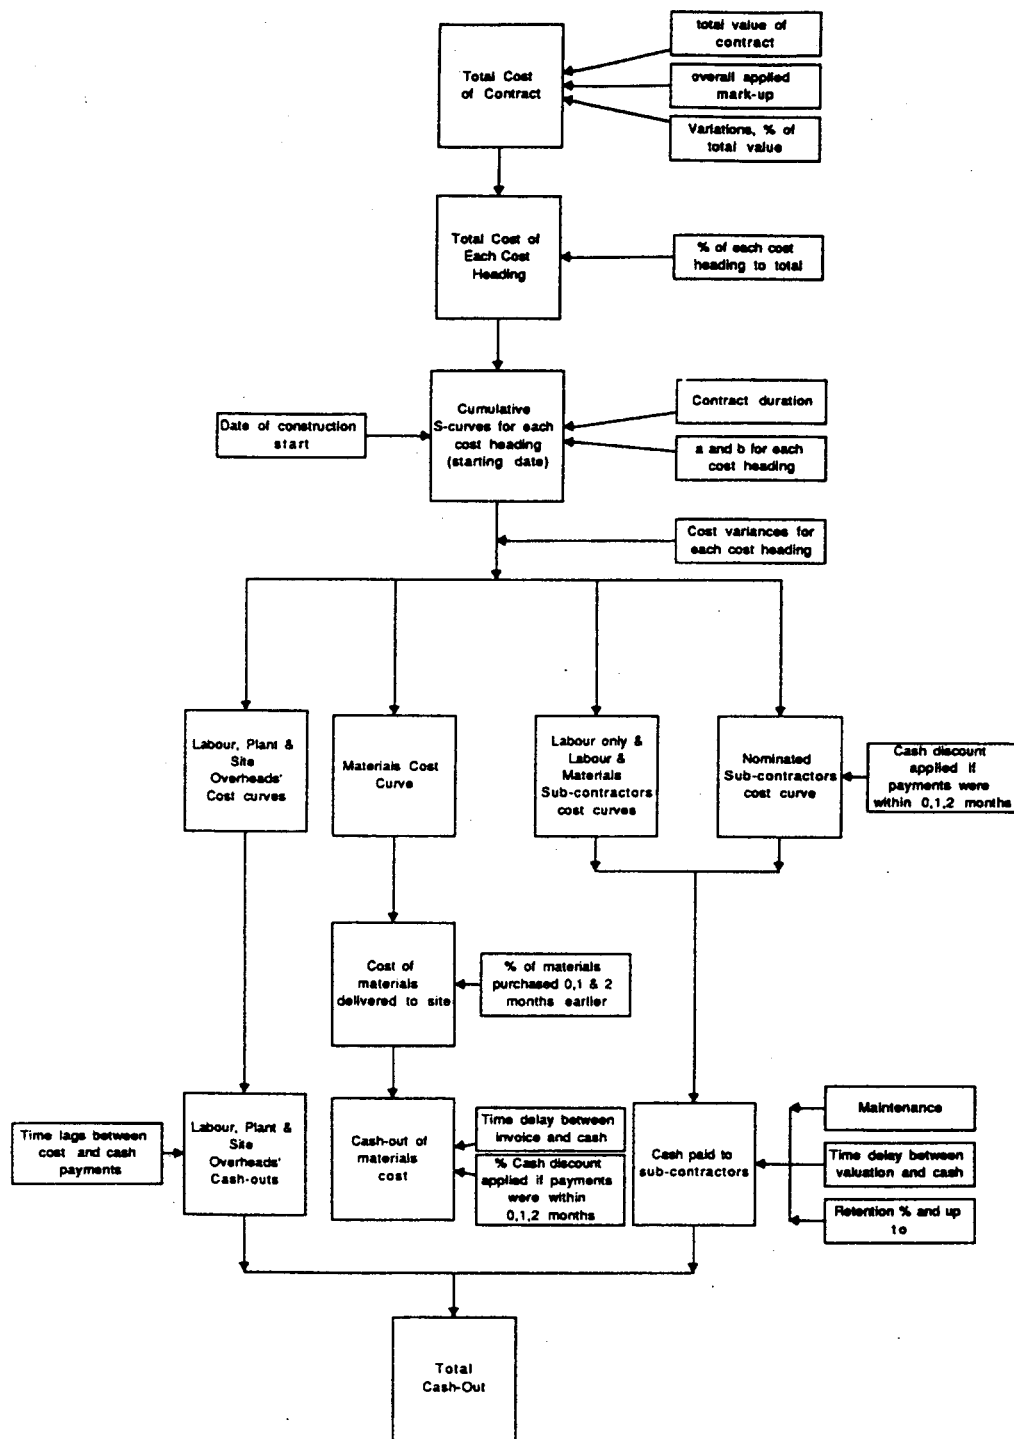 total value of
contract
Total Cost
of Contract
overall applied
mark-up
Variations, % of
total value
Total Cost of
Each Cost
Heading
% of each cost
heading to total
Date of construction
start
Cumulative
S-curves for each
cost heading
(starting date)
Contract duration
a and b for each
cost heading
Cost variances for
each cost heading
Labour, Plant &
Site
Overheads'
Cost curves
Materials Cost
Curve
Labour only &
Labour &
Materials
Sub-contractors
cost curves
Nominated
Sub-contractors
cost curve
Cash discount
applied if
payments were
within 0,1,2 months
Cost of
materials
delivered to site
% of materials
purchased 0,1 & 2
months earlier
Time lags between
cost and cash
payments
Labour, Plant &
Site
Overheads'
Cash-outs
Cash-out of
materials
cost
Time delay between
invoice and cash
% Cash discount
applied if payments
were within
0,1,2 months
Cash paid to
sub-contractors
Maintenance
Time delay between
valuation and cash
Retention % and up
to
Total
Cash-Out